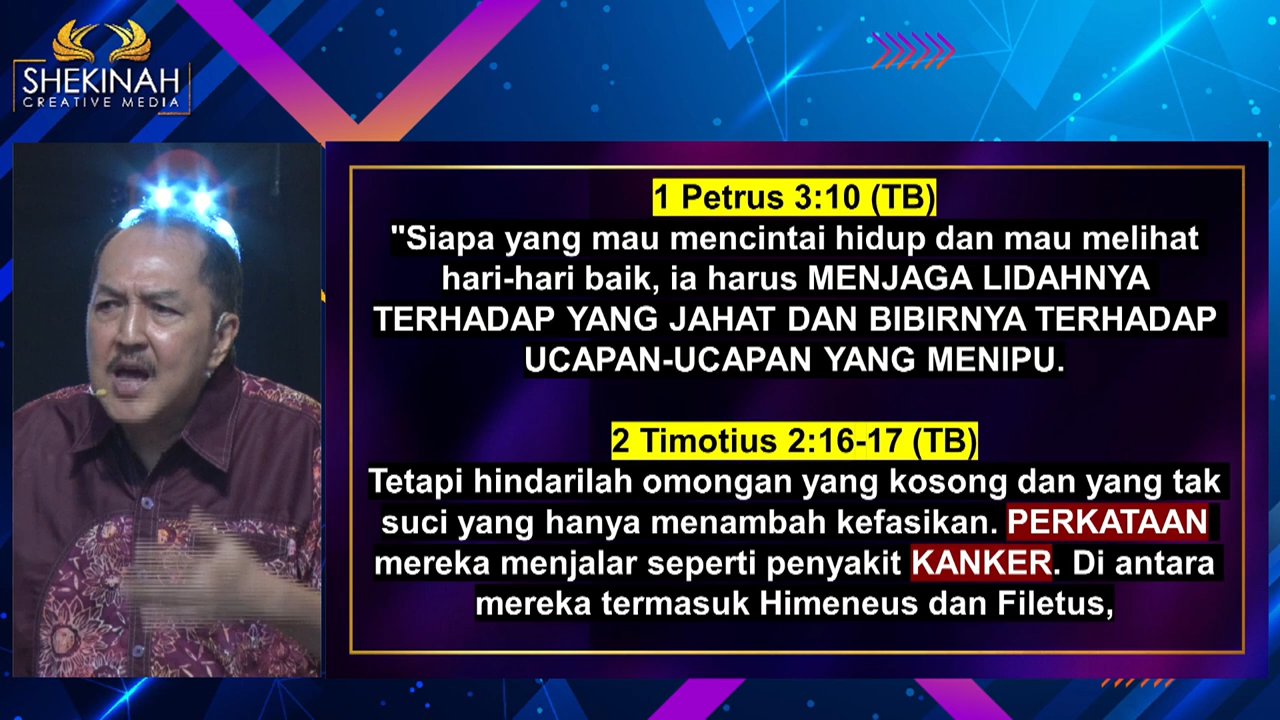 SHEKINAH
CREATIVE MEDIA
1 Petrus 3:10 (TB)
"Siapa yang mau mencintai hidup dan mau melihat
hari-hari baik, ia harus MENJAGA LIDAHNYA
TERHADAP YANG JAHAT DAN BIBIRNYA TERHADAP
UCAPAN-UCAPAN YANG MENIPU.
2 Timotius 2:16-17 (TB)
Tetapi hindarilah omongan yang kosong dan yang tak
suci yang hanya menambah kefasikan. PERKATAAN
mereka menjalar seperti penyakit KANKER. Di antara
mereka termasuk Himeneus dan Filetus,